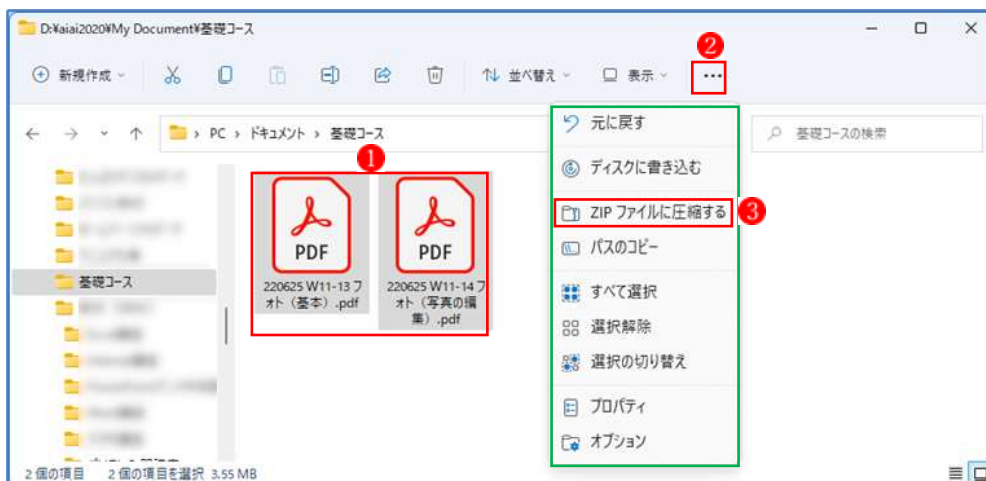 D:¥aiai2020¥My Document¥基礎コース
❷
新規作成
並べ替え
表示
PC › ドキュメント › 基礎コース
基礎コースの検索
❶
PDF
PDF
220625 W11-13 フ
ォト（基本）.pdf
220625 W11-14 フ
ォト（写真の編
集）.pdf
基礎コース
元に戻す
ディスクに書き込む
ZIP ファイルに圧縮する
❸
パスのコピー
すべて選択
選択解除
選択の切り替え
プロパティ
オプション
2 個の項目
2 個の項目を選択 3.55 MB